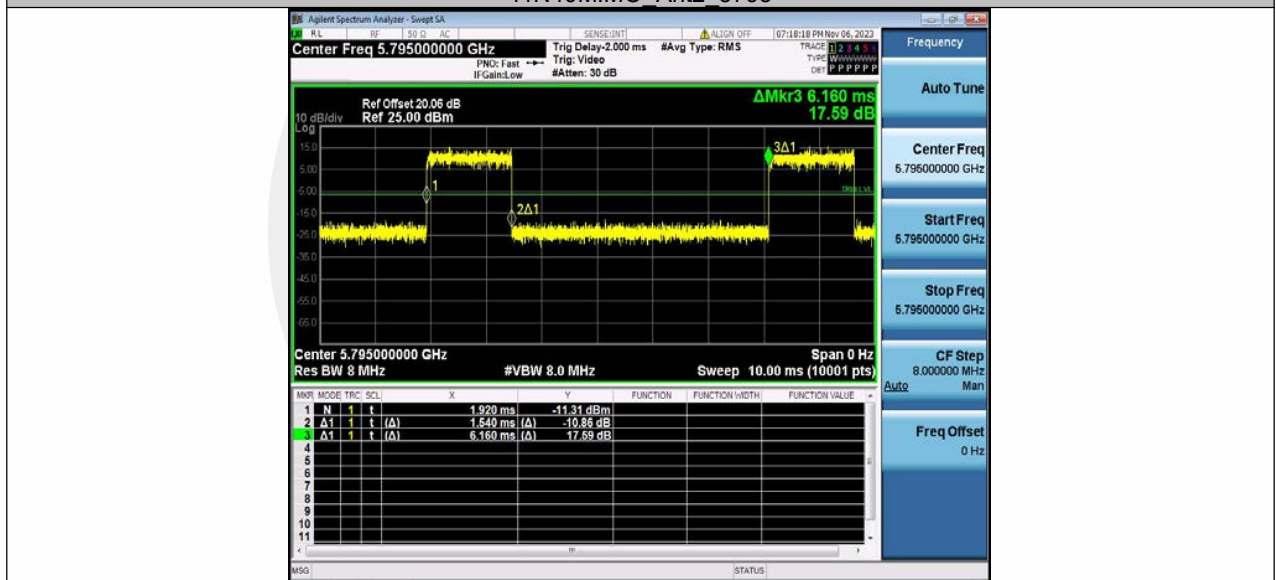 Agilent Spectrum Analyzer - Swept SA
RL RF 50 Ω AC SENSE:INT ALIGN OFF 07:18:18 PM Nov 06, 2023
Center Freq 5.795000000 GHz
PNO: Fast
IFGain:Low
Trig Delay-2.000 ms
Trig: Video
#Atten: 30 dB
#Avg Type: RMS
TRACE 1 2 3 4 5 6
TYPE WWWWWW
DET P P P P P P
Ref Offset 20.06 dB
10 dB/div Ref 25.00 dBm
Log
ΔMkr3 6.160 ms
17.59 dB
15.0
5.00
-5.00
-15.0
-25.0
-35.0
-45.0
-55.0
-65.0
1
2Δ1
3Δ1
TRIG LVL
Center 5.795000000 GHz Span 0 Hz
Res BW 8 MHz #VBW 8.0 MHz Sweep 10.00 ms (10001 pts)
MKR MODE TRC SCL X Y FUNCTION FUNCTION WIDTH FUNCTION VALUE
1 N 1 t 1.920 ms -11.31 dBm
2 Δ1 1 t (Δ) 1.540 ms (Δ) -10.86 dB
3 Δ1 1 t (Δ) 6.160 ms (Δ) 17.59 dB
4
5
6
7
8
9
10
11
MSG STATUS
Frequency
Auto Tune
Center Freq
5.795000000 GHz
Start Freq
5.795000000 GHz
Stop Freq
5.795000000 GHz
CF Step
8.000000 MHz
Auto Man
Freq Offset
0 Hz